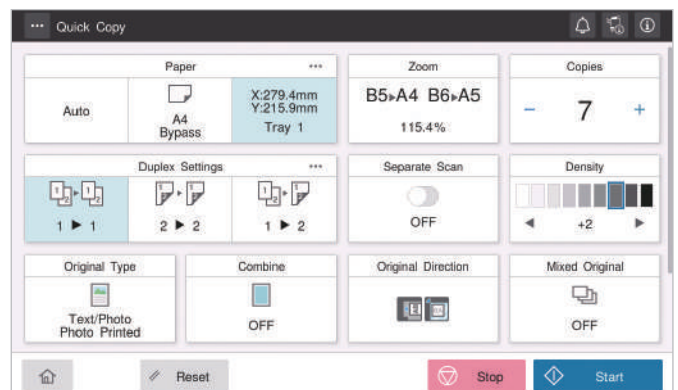 Quick Copy
Paper
Zoom
Copies
Auto
A4
Bypass
X:279.4mm
Y:215.9mm
Tray 1
B5▸A4 B6▸A5
115.4%
- 7 +
Duplex Settings
Separate Scan
Density
1 ▶ 1
2 ▶ 2
1 ▶ 2
OFF
+2
Original Type
Combine
Original Direction
Mixed Original
Text/Photo
Photo Printed
OFF
OFF
Reset
Stop
Start